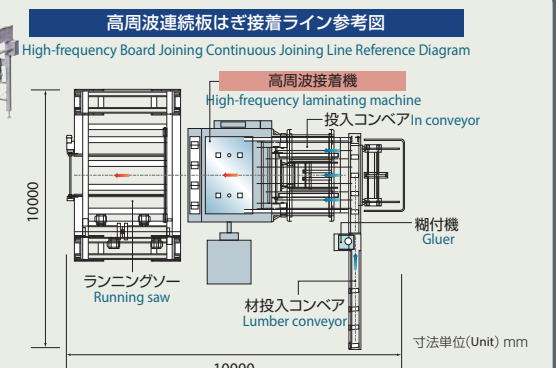 高周波連続板はぎ接着ライン参考図
High-frequency Board Joining Continuous Joining Line Reference Diagram
高周波接着機
High-frequency laminating machine
投入コンベアIn conveyor
10000
糊付機
Gluer
ランニングソー
Running saw
材投入コンベア
Lumber conveyor
寸法単位(Unit) mm
10000